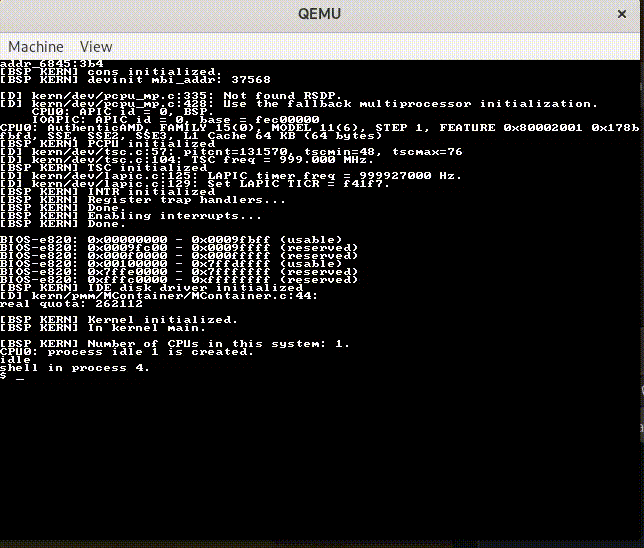 QEMU
Machine View
addr_6845:3b4
[BSP KERN] cons initialized.
[BSP KERN] devinit mbi_addr: 37568
[D] kern/dev/pcpu_mp.c:335: Not found RSDP.
[D] kern/dev/pcpu_mp.c:428: Use the fallback multiprocessor initialization.
CPU0: APIC id = 0, BSP
IOAPIC: APIC id = 0, base = fec00000
CPU0: AuthenticAMD, FAMILY 15(0), MODEL 11(6), STEP 1, FEATURE 0x80002001 0x178b
fbfd, SSE, SSE2, SSE3, L1 Cache 64 KB (64 byte)
[BSP KERN] PCPU initialized
[D] kern/dev/tsc.c:57: pitcnt=131570, tscmin=48, tscmax=76
[D] kern/dev/tsc.c:104: TSC freq = 999.000 MHz.
[BSP KERN] TSC initialized.
[D] kern/dev/lapic.c:125: LAPIC timer freq = 999927000 Hz.
[D] kern/dev/lapic.c:129: Set LAPIC TICR = f41f7.
[BSP KERN] INTR initialized
[BSP KERN] Register trap handlers...
[BSP KERN] Done.
[BSP KERN] Enabling interrupts...
[BSP KERN] Done.
BIOS-e820: 0x00000000 - 0x0009fbff (usable)
BIOS-e820: 0x0009fc00 - 0x0009ffff (reserved)
BIOS-e820: 0x000f0000 - 0x000fffff (reserved)
BIOS-e820: 0x00100000 - 0x7ffdffff (usable)
BIOS-e820: 0x7ffe0000 - 0x7fffffff (reserved)
BIOS-e820: 0xfffc0000 - 0xffffffff (reserved)
[BSP KERN] IDE disk driver initialized
[D] kern/pmm/MContainer/MContainer.c:44:
real quota: 262112
[BSP KERN] Kernel initialized.
[BSP KERN] In kernel main.
[BSP KERN] Number of CPUs in this system: 1.
CPU0: process idle 1 is created.
idle
shell in process 4.
$ _